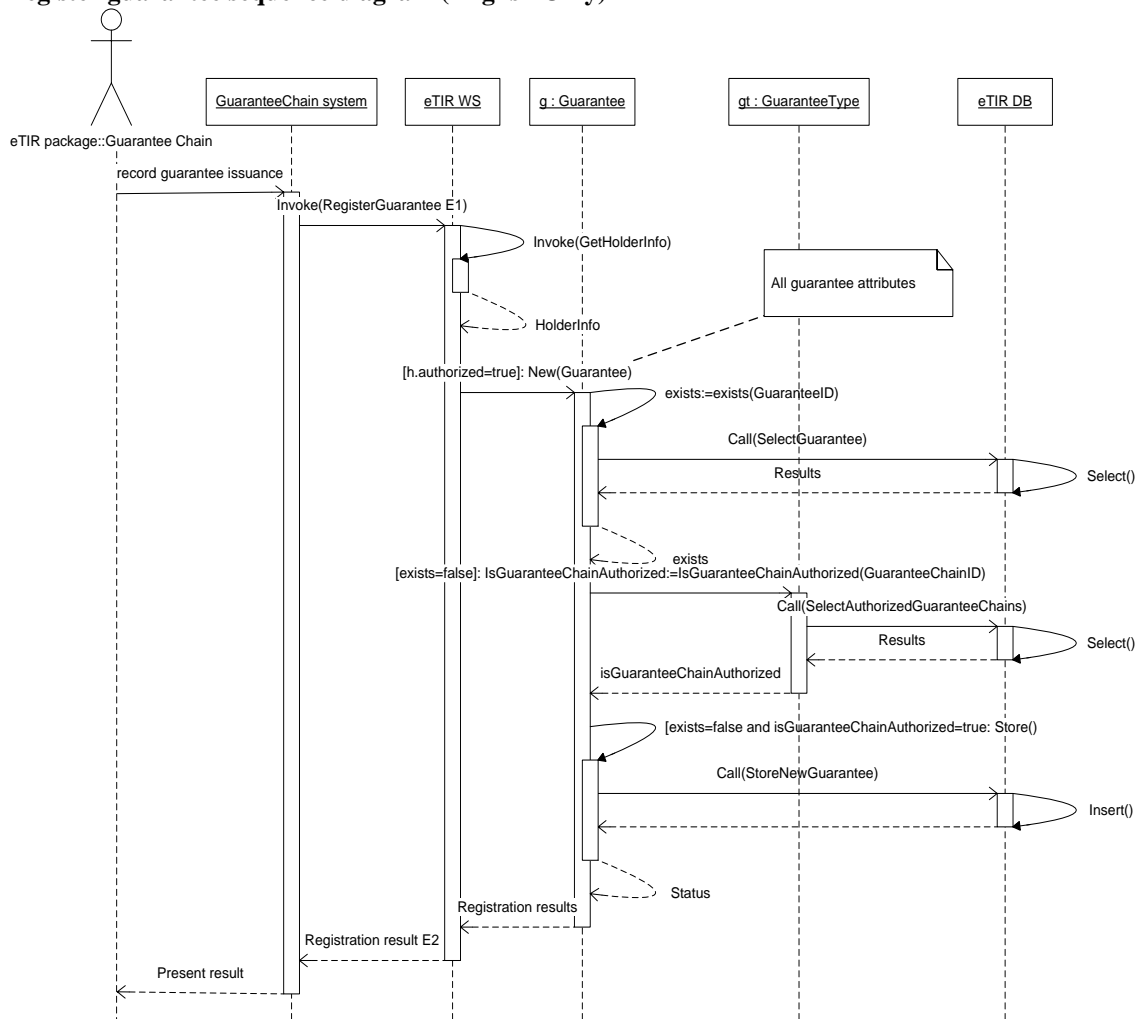 GuaranteeChain system
eTIR WS
g : Guarantee
gt : GuaranteeType
eTIR DB
eTIR package::Guarantee Chain
record guarantee issuance
Invoke(RegisterGuarantee E1)
Invoke(GetHolderInfo)
All guarantee attributes
HolderInfo
[h.authorized=true]: New(Guarantee)
exists:=exists(GuaranteeID)
Call(SelectGuarantee)
Results
Select()
exists
[exists=false]: IsGuaranteeChainAuthorized:=IsGuaranteeChainAuthorized(GuaranteeChainID)
Call(SelectAuthorizedGuaranteeChains)
Results
Select()
isGuaranteeChainAuthorized
[exists=false and isGuaranteeChainAuthorized=true: Store()
Call(StoreNewGuarantee)
Insert()
Status
Registration results
Registration result E2
Present result